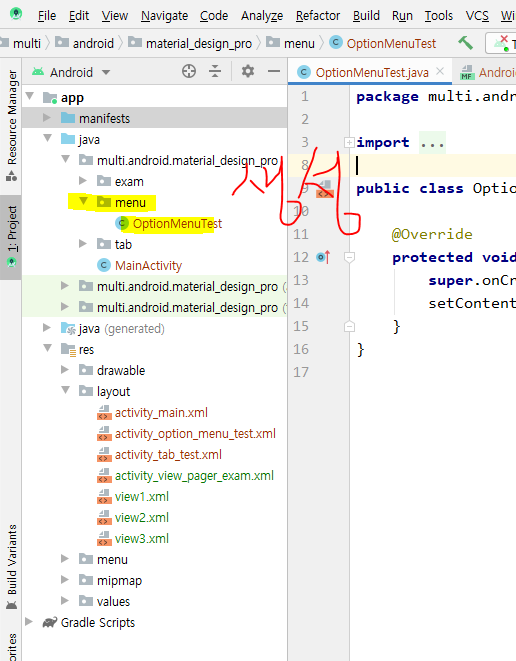 File Edit View Navigate Code Analyze Refactor Build Run Tools VCS
multi android material_design_pro menu OptionMenuTest
Android
OptionMenuTest.java
Resource Manager
1: Project
Build Variants
app
manifests
java
multi.android.material_design_pro
exam
menu
OptionMenuTest
tab
MainActivity
multi.android.material_design_pro
multi.android.material_design_pro
java (generated)
res
drawable
layout
activity_main.xml
activity_option_menu_test.xml
activity_tab_test.xml
activity_view_pager_exam.xml
view1.xml
view2.xml
view3.xml
menu
mipmap
values
Gradle Scripts
생성
1 package multi.and
2
3 import ...
8
9 public class Optio
10
11 @Override
12 protected void
13 super.onCr
14 setContent
15 }
16 }
17